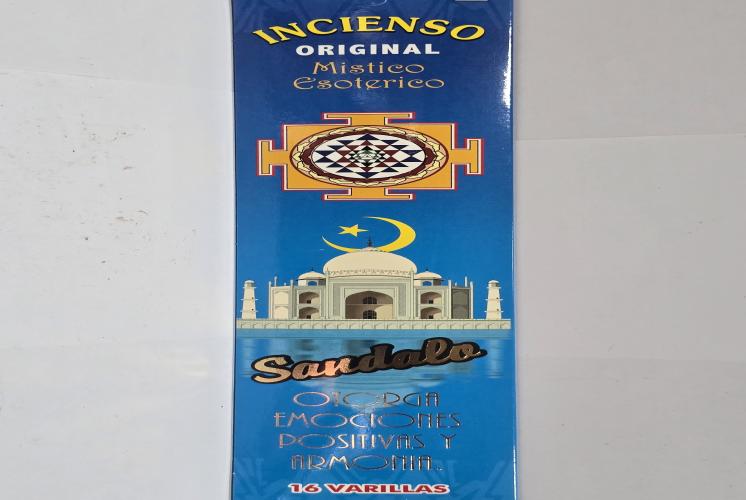 INCIENSO
ORIGINAL
Mistico
Esoterico
Sandalo
OTORGA
EMOCIONES
POSITIVAS Y
ARMONIA..
16 VARILLAS